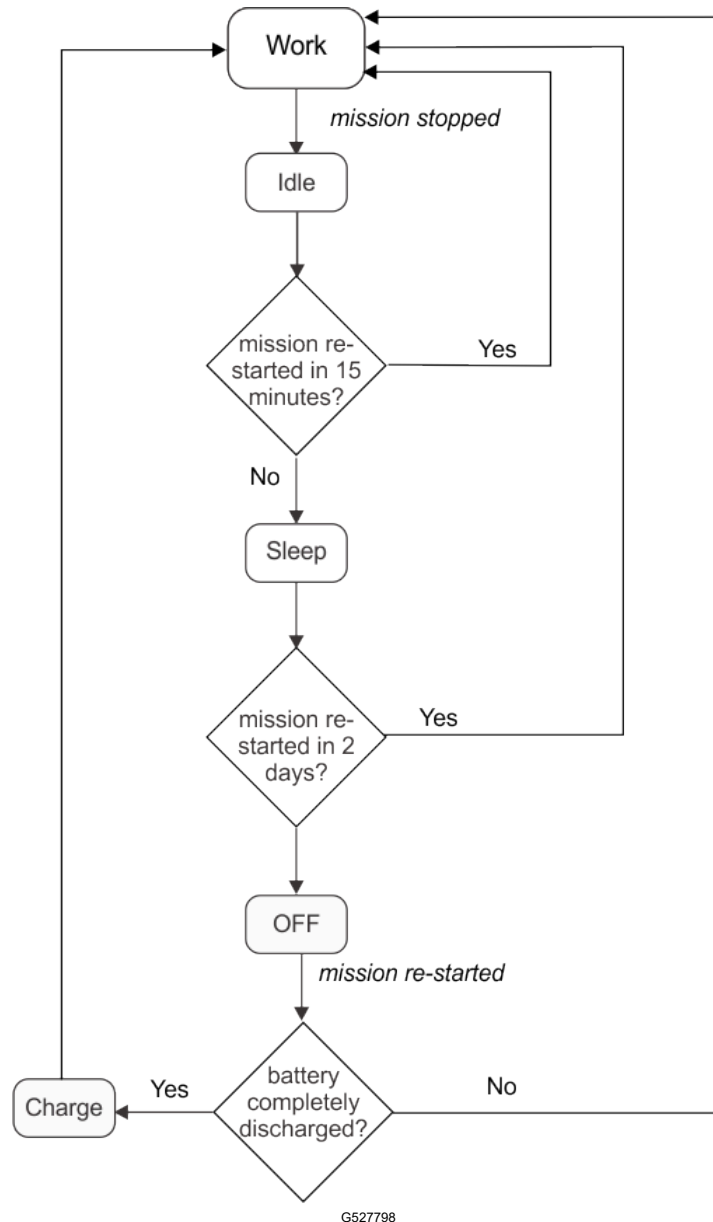 Work
mission stopped
Idle
mission re-
started in 15
minutes?
Yes
No
Sleep
mission re-
started in 2
days?
Yes
OFF
mission re-started
battery
completely
discharged?
Yes
No
Charge
G527798